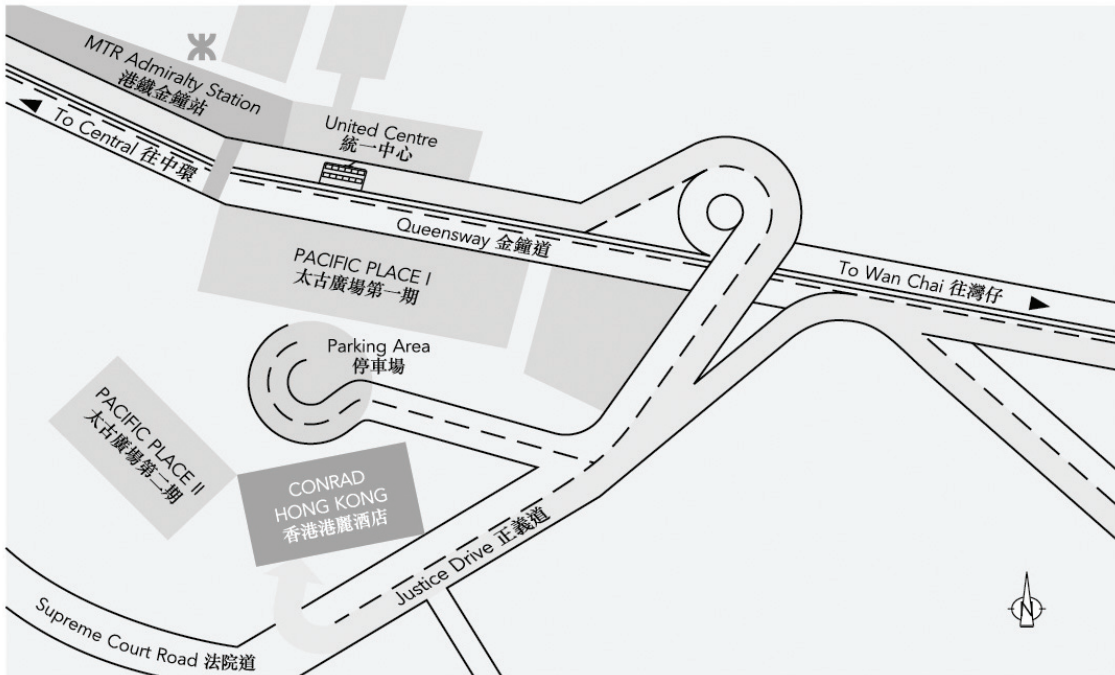 MTR Admiralty Station
港鐵金鐘站
United Centre
統一中心
To Central 往中環
Queensway 金鐘道
PACIFIC PLACE I
太古廣場第一期
To Wan Chai 往灣仔
Parking Area
停車場
PACIFIC PLACE II
太古廣場第二期
CONRAD
HONG KONG
香港港麗酒店
Justice Drive 正義道
Supreme Court Road 法院道
N